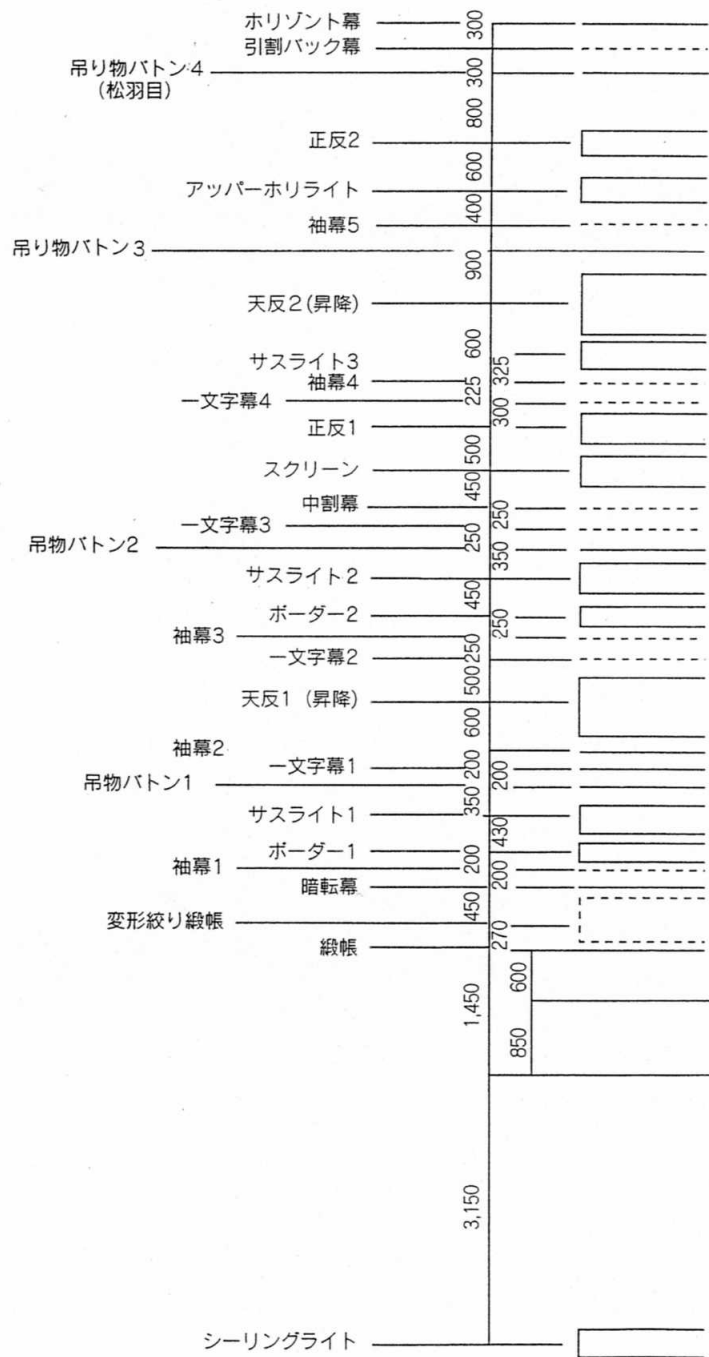 ホリゾント幕
300
引割バック幕
吊り物バトン4
(松羽目)
300
800
正反2
600
アッパーホリライト
400
袖幕5
吊り物バトン3
900
天反2(昇降)
600
サスライト3
325
袖幕4
225
一文字幕4
300
正反1
500
スクリーン
450
中割幕
250
一文字幕3
250
吊物バトン2
350
サスライト2
450
ボーダー2
250
袖幕3
250
一文字幕2
500
天反1(昇降)
600
袖幕2
一文字幕1
200
200
吊物バトン1
350
サスライト1
430
ボーダー1
200
袖幕1
200
暗転幕
450
変形絞り緞帳
270
緞帳
600
1,450
850
3,150
シーリングライト